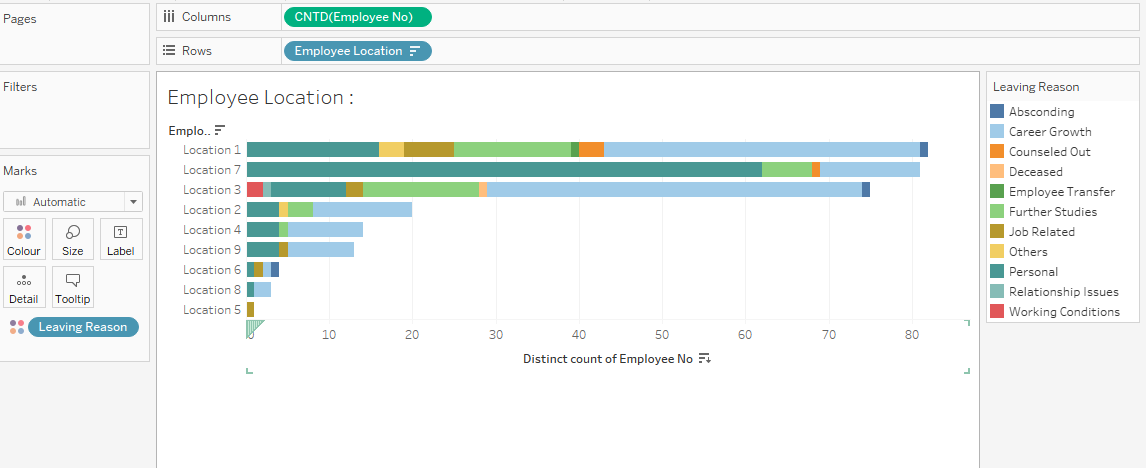 Pages
Columns
CNTD(Employee No)
Rows
Employee Location
Filters
Marks
Automatic
Colour
Size
Label
Detail
Tooltip
Leaving Reason
Employee Location :
Emplo..
Location 1
Location 7
Location 3
Location 2
Location 4
Location 9
Location 6
Location 8
Location 5
0 10 20 30 40 50 60 70 80
Distinct count of Employee No
Leaving Reason
Absconding
Career Growth
Counseled Out
Deceased
Employee Transfer
Further Studies
Job Related
Others
Personal
Relationship Issues
Working Conditions